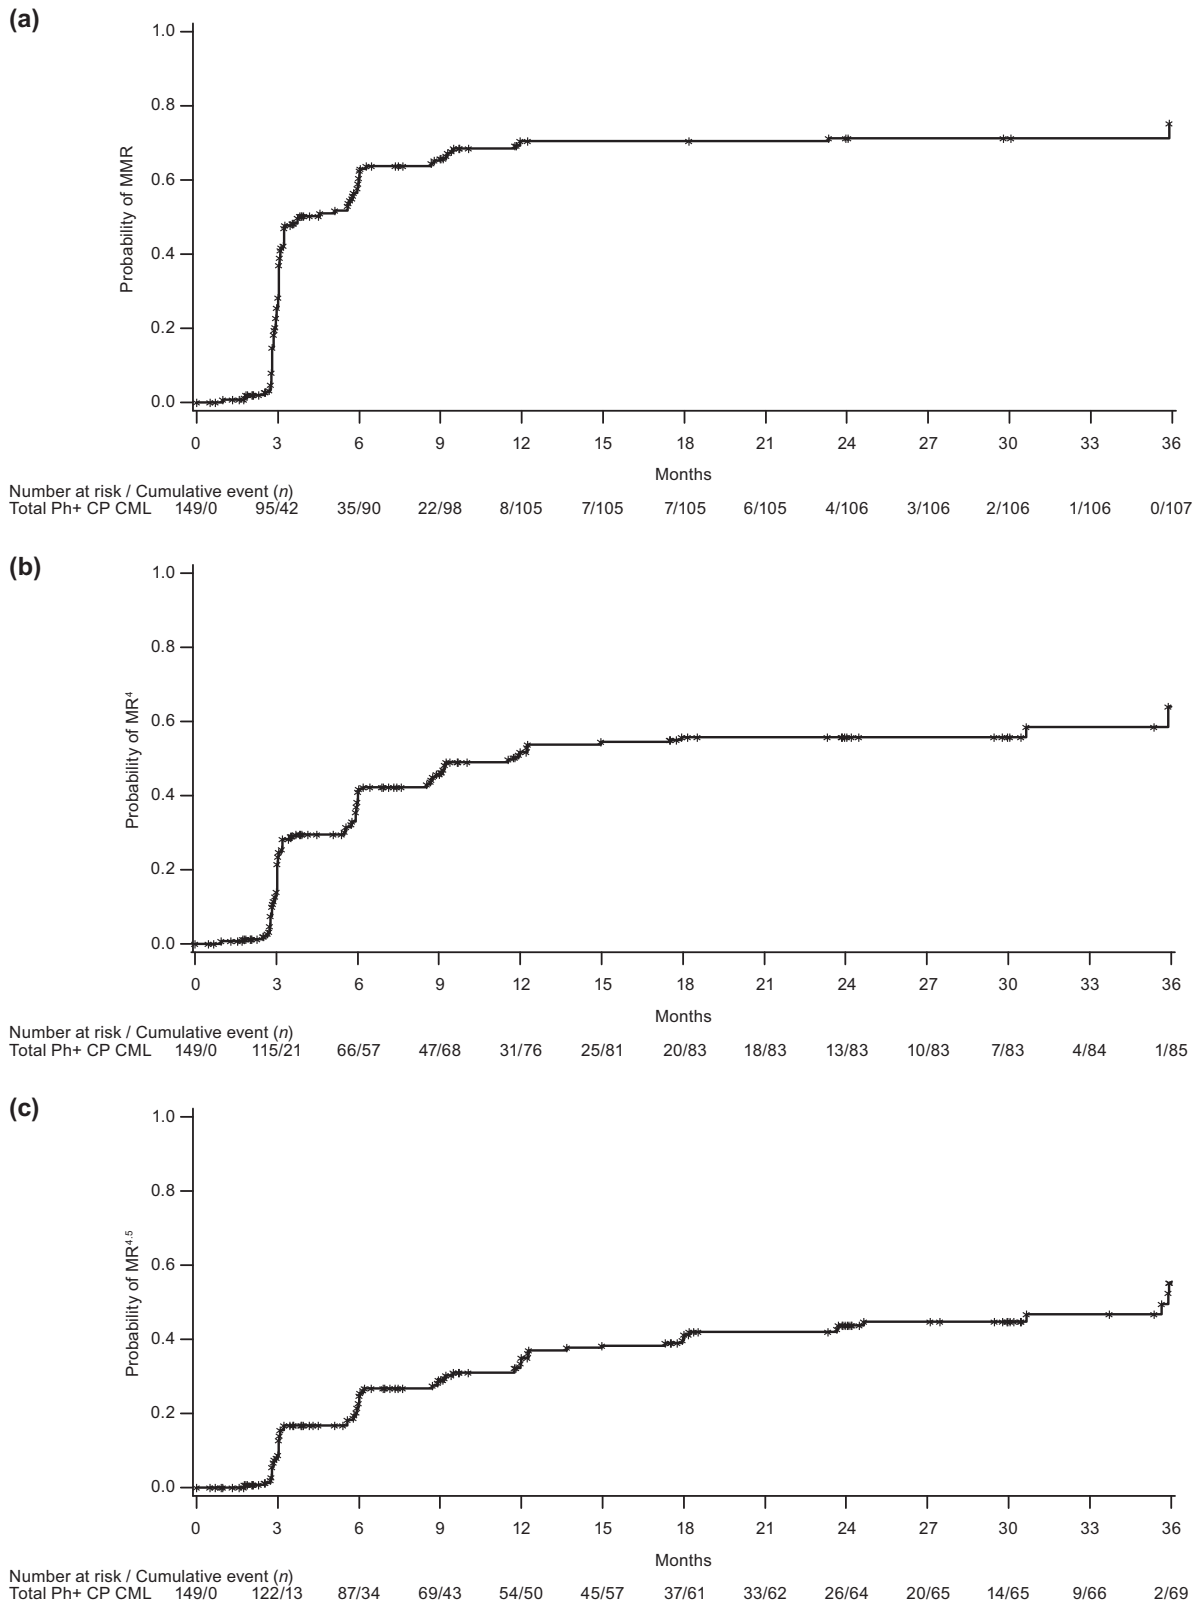 (a)
1.0
0.8
0.6
0.4
0.2
0.0
Probability of MMR
0 3 6 9 12 15 18 21 24 27 30 33 36
Months
Number at risk / Cumulative event (n)
Total Ph+ CP CML 149/0 95/42 35/90 22/98 8/105 7/105 7/105 6/105 4/106 3/106 2/106 1/106 0/107
(b)
1.0
0.8
0.6
0.4
0.2
0.0
Probability of MR⁴
0 3 6 9 12 15 18 21 24 27 30 33 36
Months
Number at risk / Cumulative event (n)
Total Ph+ CP CML 149/0 115/21 66/57 47/68 31/76 25/81 20/83 18/83 13/83 10/83 7/83 4/84 1/85
(c)
1.0
0.8
0.6
0.4
0.2
0.0
Probability of MR⁴·⁵
0 3 6 9 12 15 18 21 24 27 30 33 36
Months
Number at risk / Cumulative event (n)
Total Ph+ CP CML 149/0 122/13 87/34 69/43 54/50 45/57 37/61 33/62 26/64 20/65 14/65 9/66 2/69